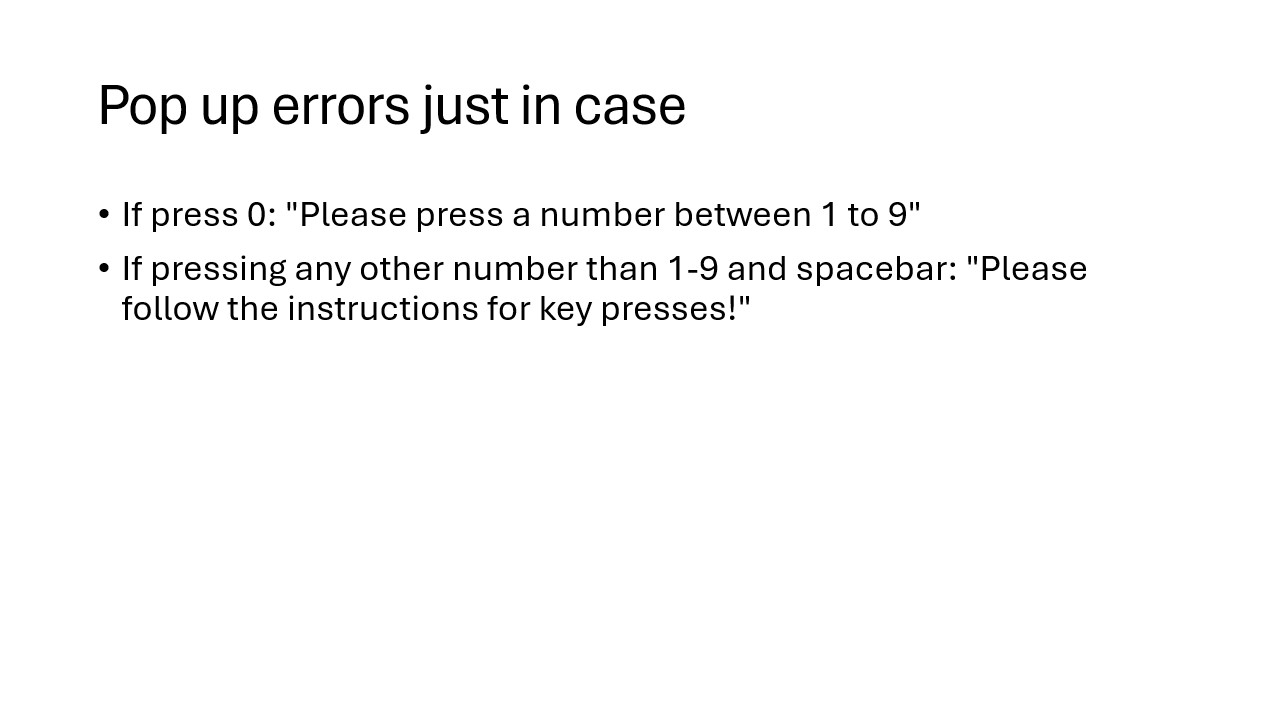 Pop up errors just in case
• If press 0: "Please press a number between 1 to 9"
• If pressing any other number than 1-9 and spacebar: "Please
follow the instructions for key presses!"